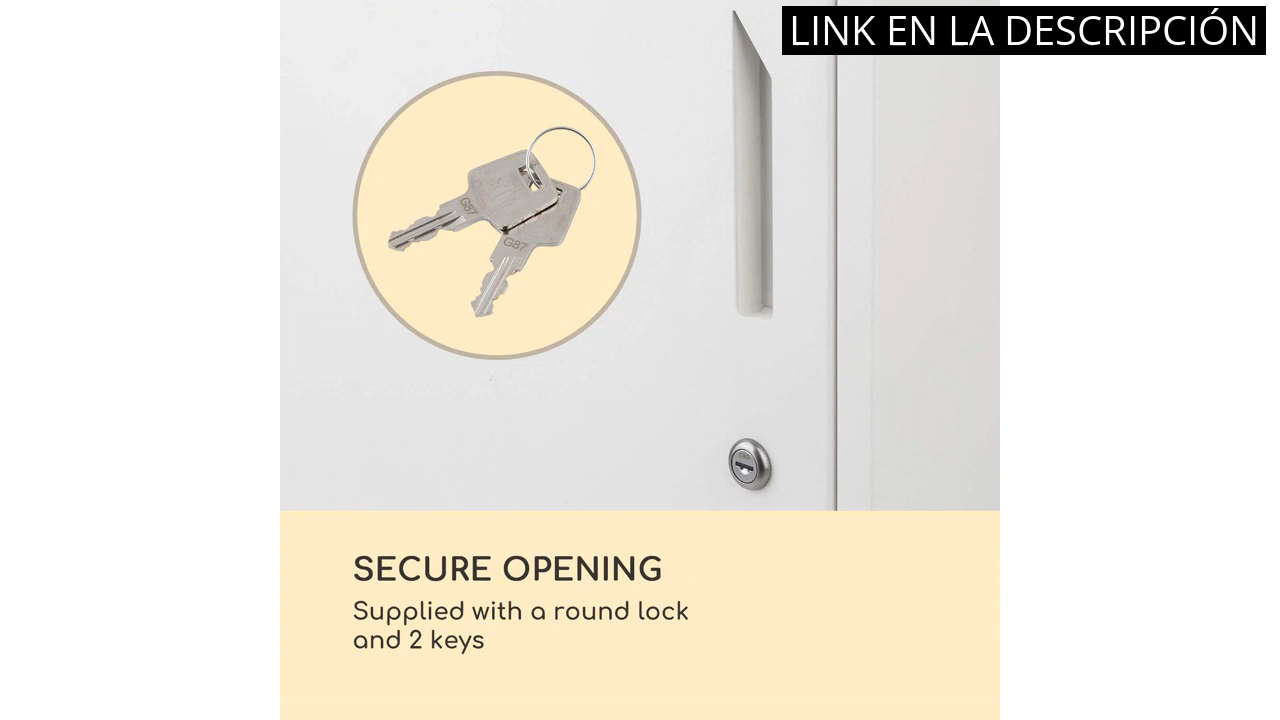 LINK EN LA DESCRIPCIÓN
G87
G87
SECURE OPENING
Supplied with a round lock
and 2 keys